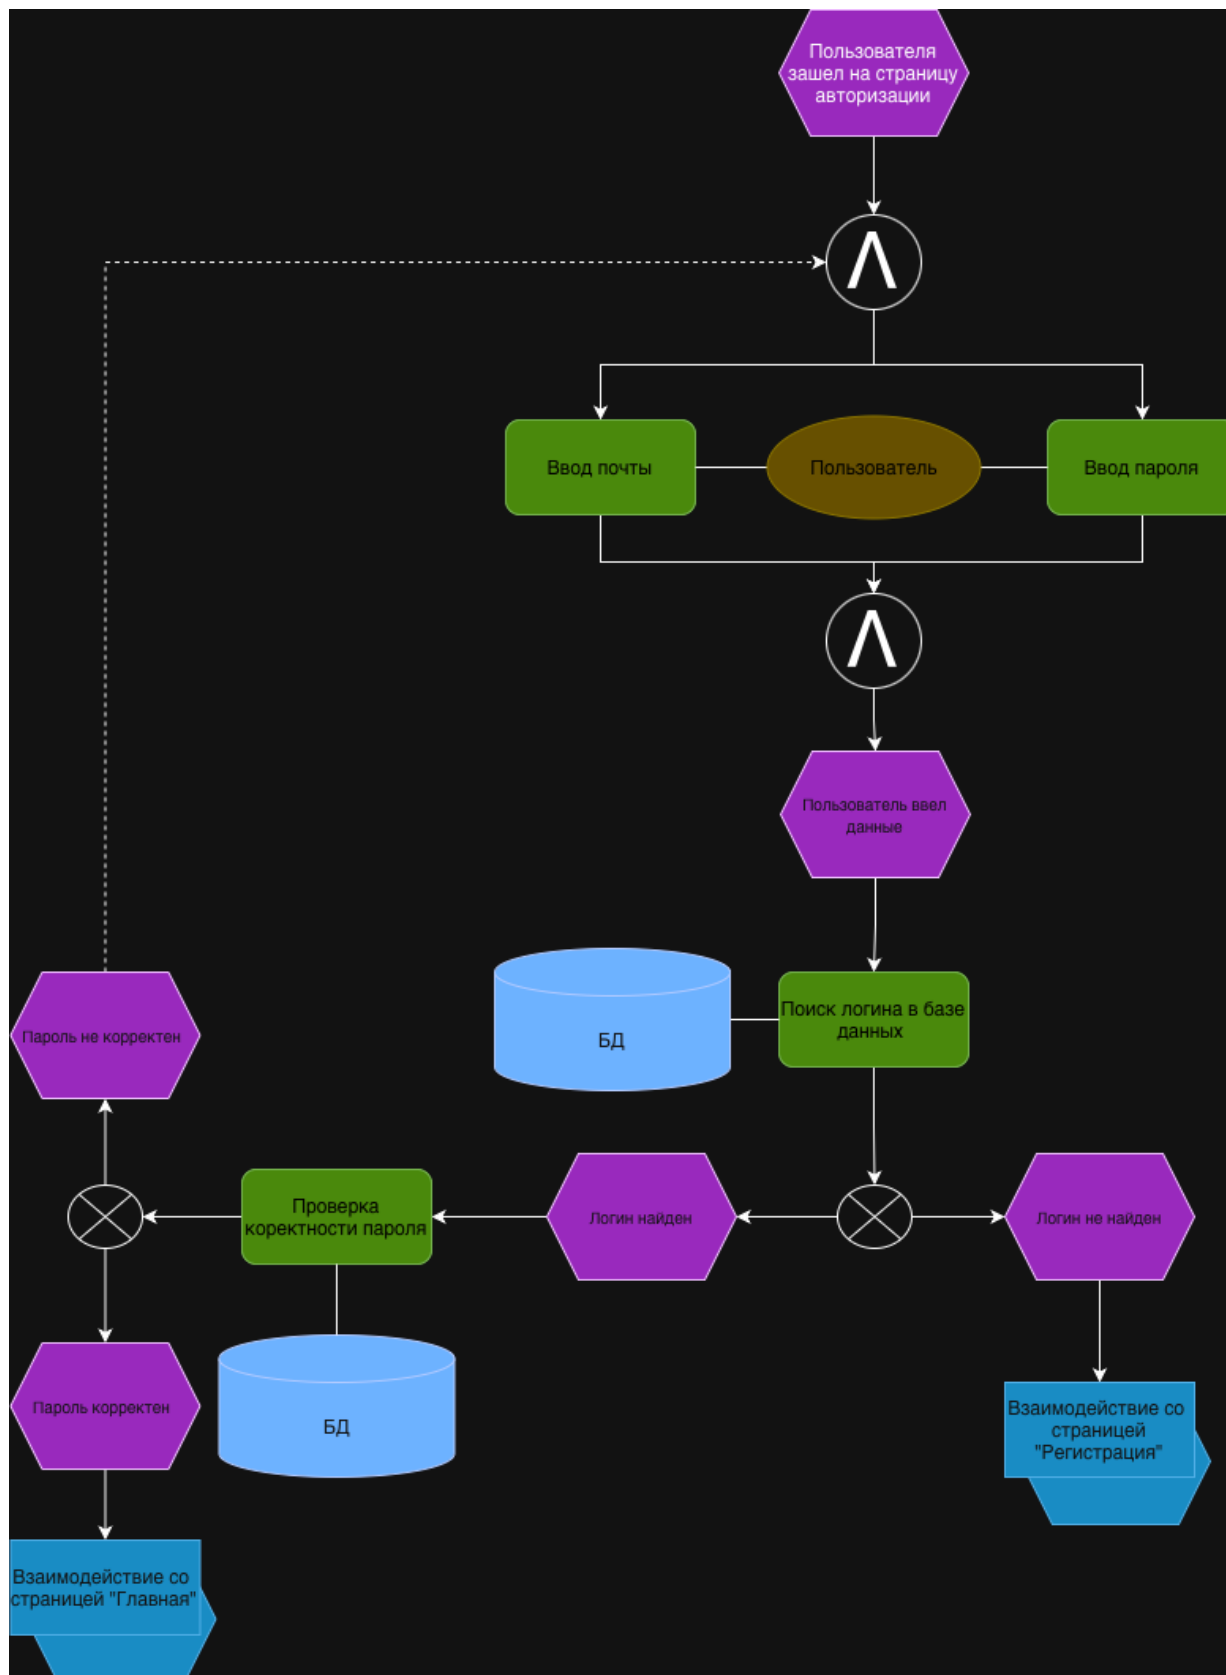 Пользователя
зашел на страницу
авторизации
Λ
Ввод почты
Пользователь
Ввод пароля
Λ
Пользователь ввел
данные
Поиск логина в базе
данных
БД
Пароль не корректен
Проверка
коректности пароля
Логин найден
Логин не найден
Пароль корректен
БД
Взаимодействие со
страницей
"Регистрация"
Взаимодействие со
страницей "Главная"